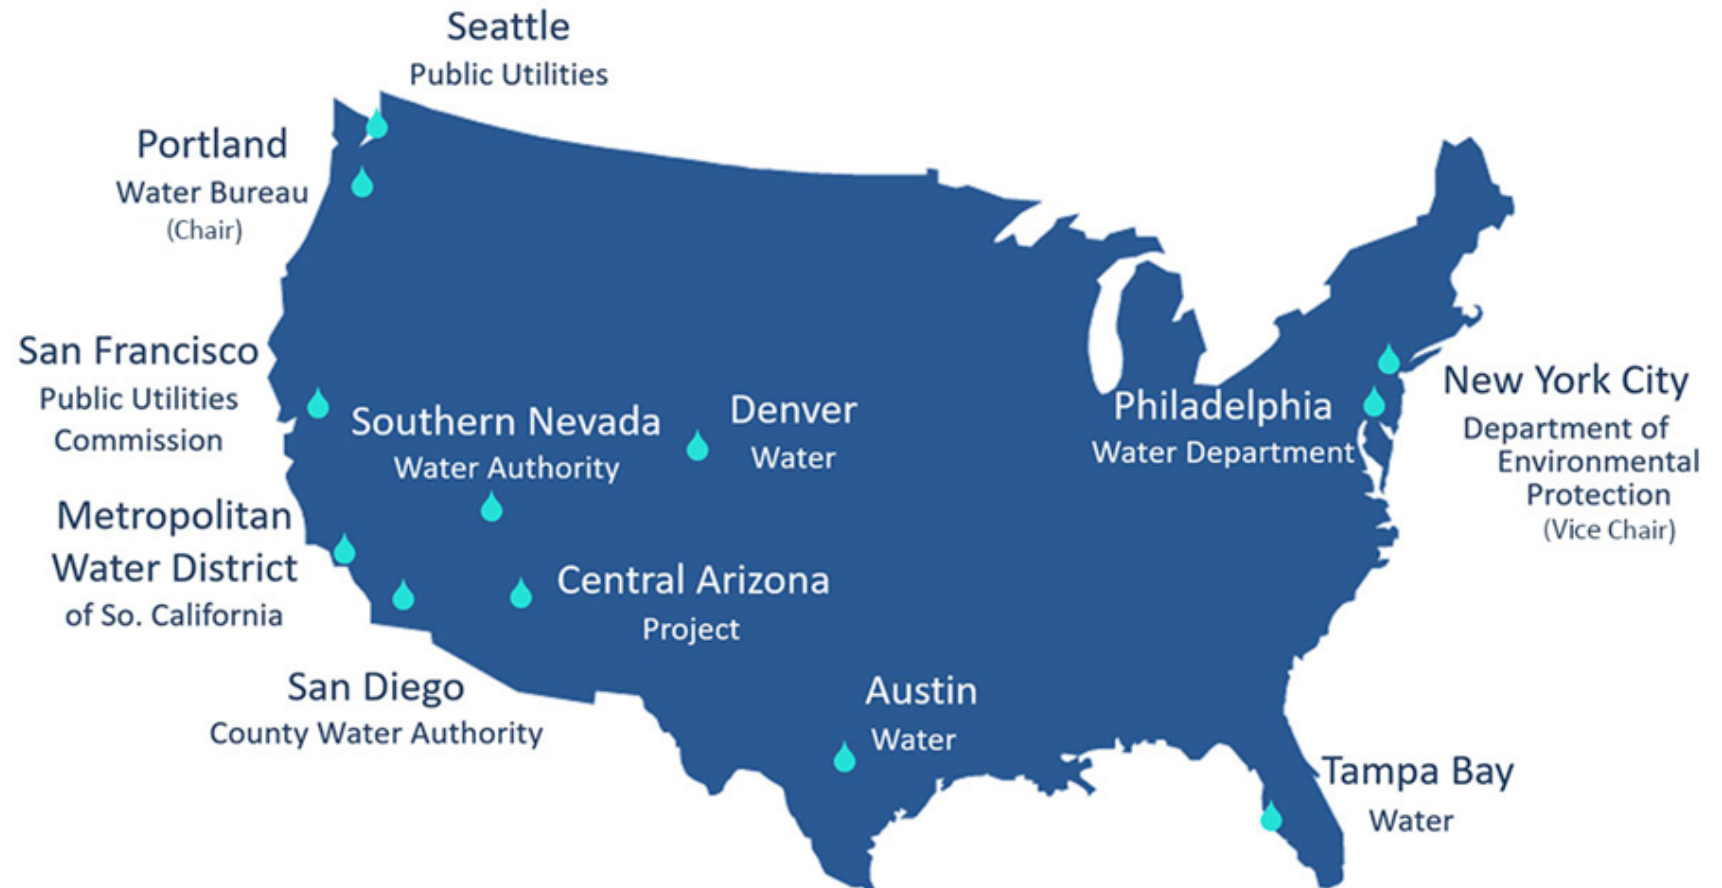 Seattle
Public Utilities
Portland
Water Bureau
(Chair)
San Francisco
Public Utilities
Commission
Southern Nevada
Water Authority
Denver
Water
Philadelphia
Water Department
New York City
Department of
Environmental
Protection
(Vice Chair)
Metropolitan
Water District
of So. California
Central Arizona
Project
San Diego
County Water Authority
Austin
Water
Tampa Bay
Water